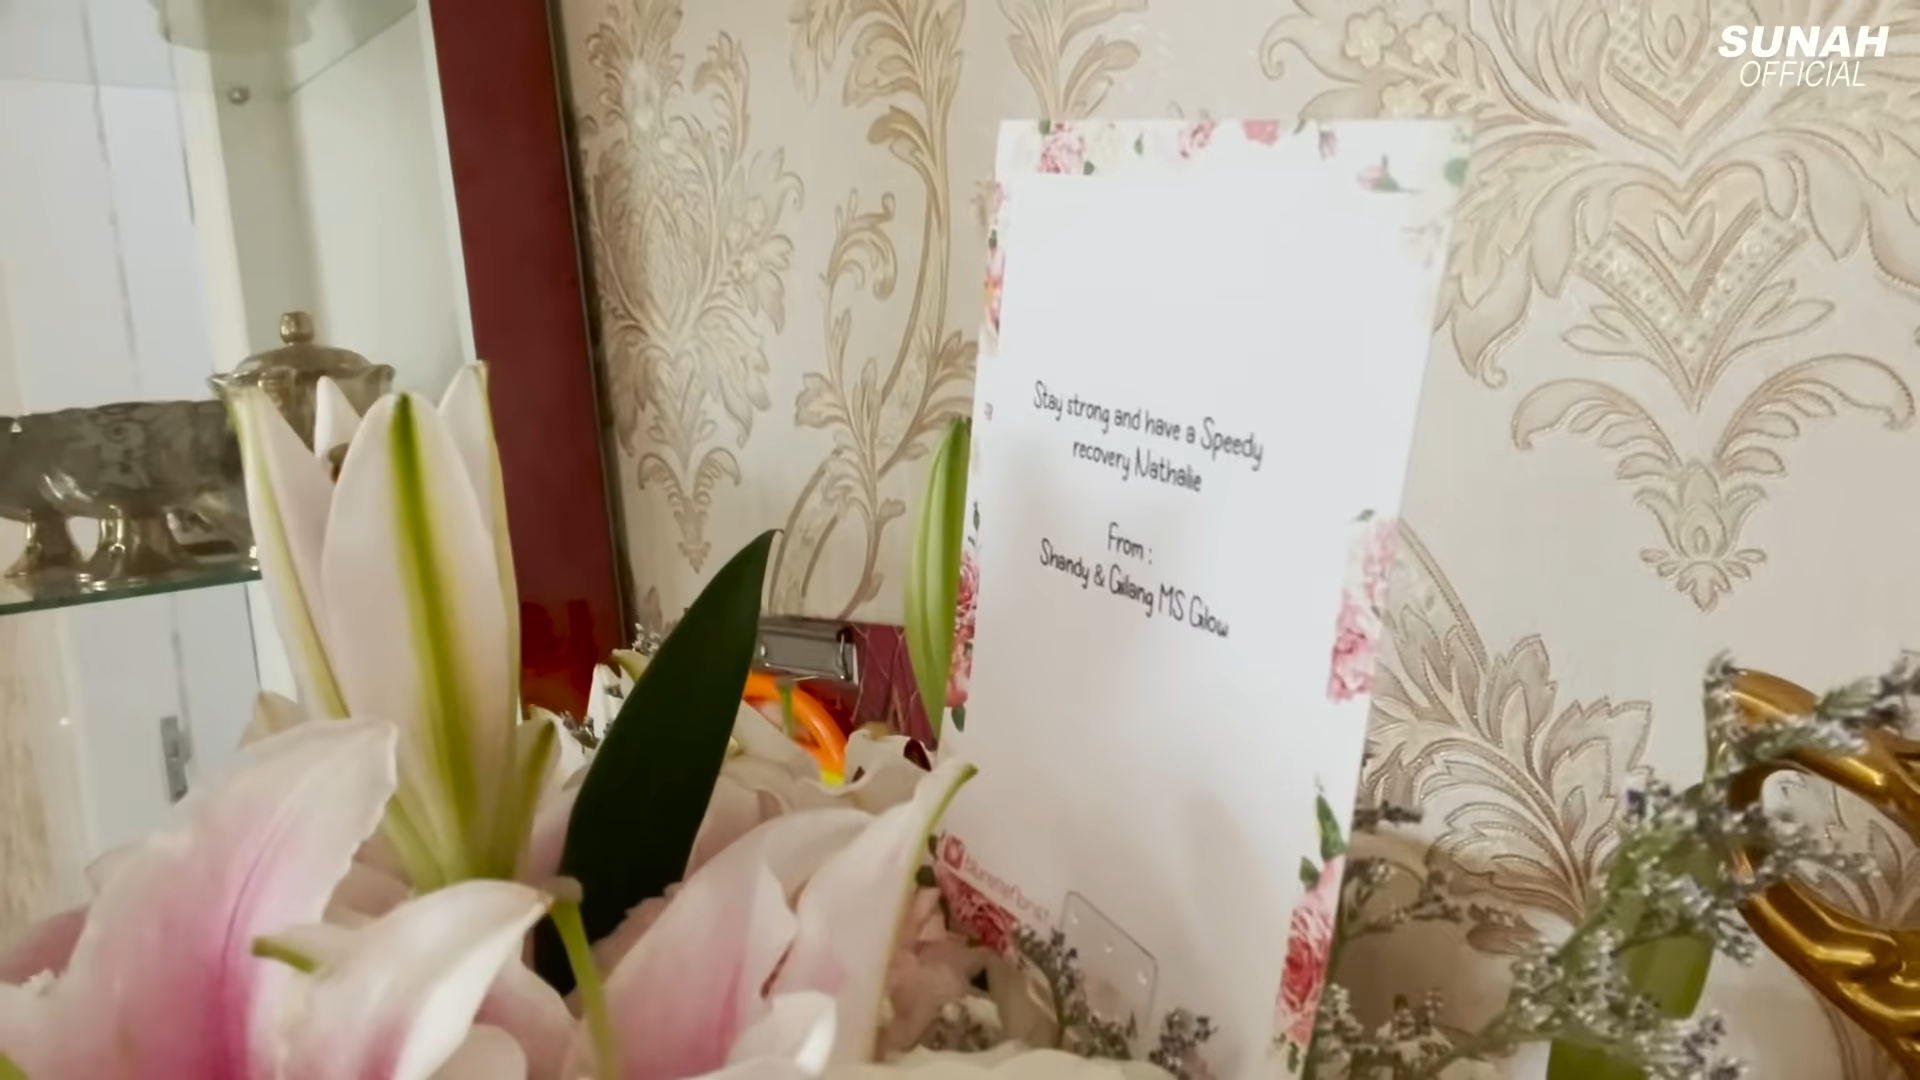 SUNAH
OFFICIAL
Stay strong and have a Speedy
recovery Nathalie
From :
Shandy & Gilang MS Glow